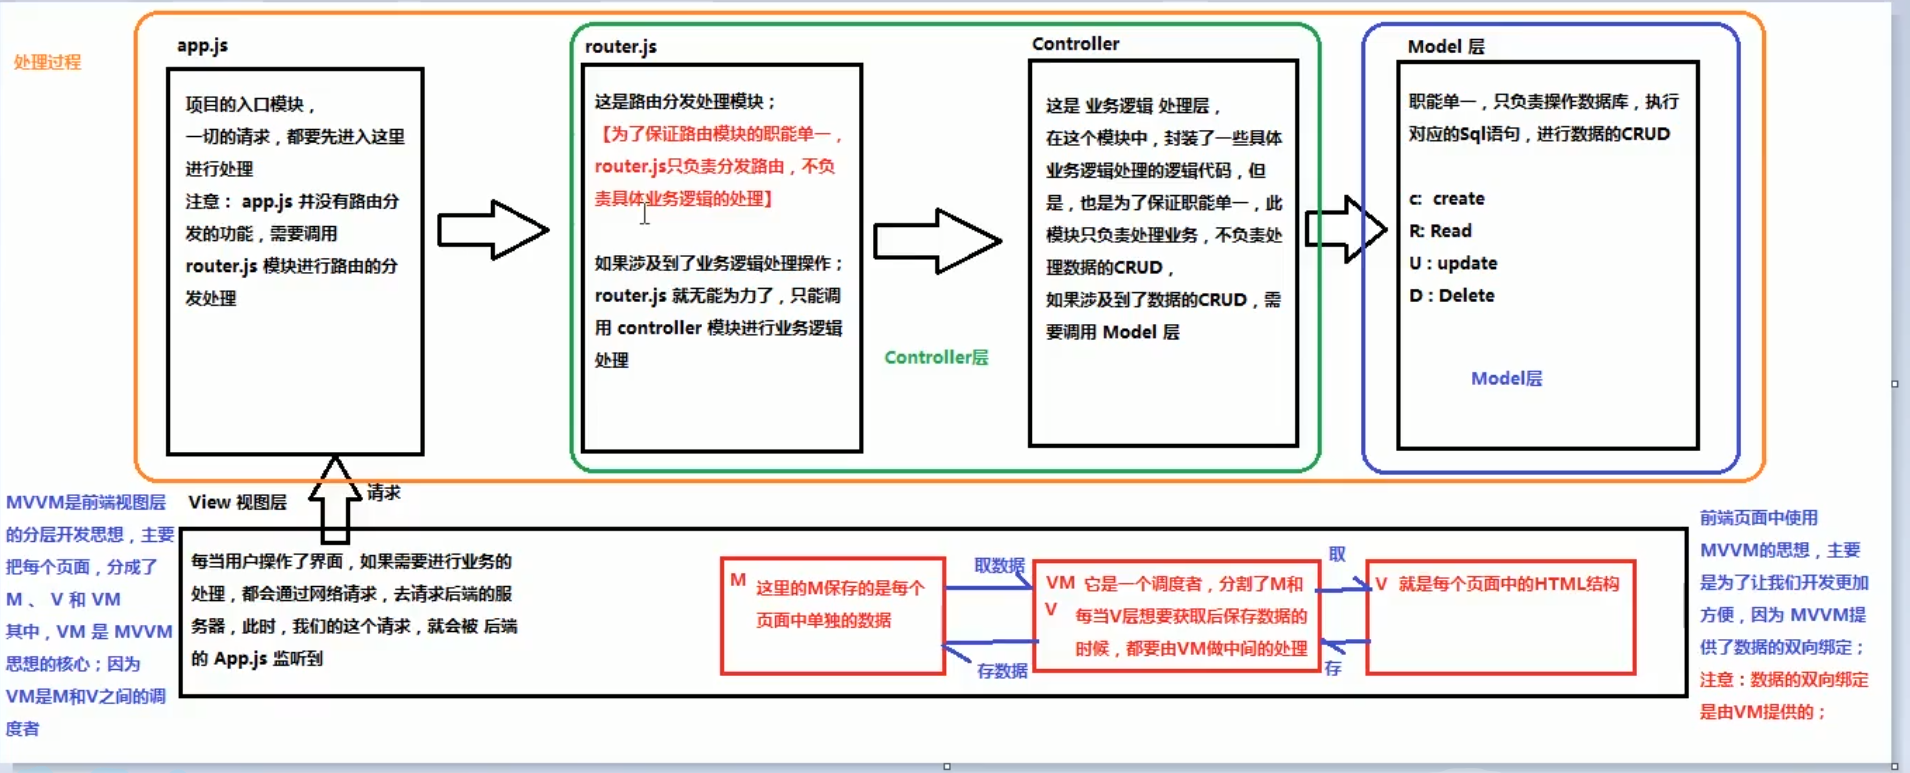 处理过程
app.js
项目的入口模块，
一切的请求，都要先进入这里
进行处理
注意： app.js 并没有路由分
发的功能，需要调用
router.js 模块进行路由的分
发处理
router.js
这是路由分发处理模块；
【为了保证路由模块的职能单一，
router.js只负责分发路由，不负
责具体业务逻辑的处理】
如果涉及到了业务逻辑处理操作；
router.js 就无能为力了，只能调
用 controller 模块进行业务逻辑
处理
Controller层
Controller
这是 业务逻辑 处理层，
在这个模块中，封装了一些具体
业务逻辑处理的逻辑代码，但
是，也是为了保证职能单一，此
模块只负责处理业务，不负责处
理数据的CRUD，
如果涉及到了数据的CRUD，需
要调用 Model 层
Model 层
职能单一，只负责操作数据库，执行
对应的Sql语句，进行数据的CRUD
c:  create
R: Read
U : update
D : Delete
Model层
请求
MVVM是前端视图层
的分层开发思想，主要
把每个页面，分成了
M 、 V 和 VM
其中，VM 是 MVVM
思想的核心；因为
VM是M和V之间的调
度者
View 视图层
每当用户操作了界面，如果需要进行业务的
处理，都会通过网络请求，去请求后端的服
务器，此时，我们的这个请求，就会被 后端
的 App.js 监听到
M 这里的M保存的是每个
页面中单独的数据
取数据
存数据
VM 它是一个调度者，分割了M和
V
每当V层想要获取后保存数据的
时候，都要由VM做中间的处理
取
存
V 就是每个页面中的HTML结构
前端页面中使用
MVVM的思想，主要
是为了让我们开发更加
方便，因为 MVVM提
供了数据的双向绑定；
注意：数据的双向绑定
是由VM提供的；